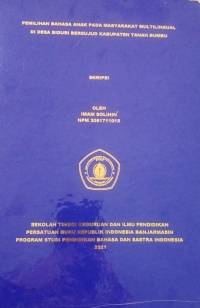 PEMILIHAN BAHASA ANAK PADA MASYARAKAT MULTILINGUAL
DI DESA BIDURI BERSUJUD KABUPATEN TANAH BUMBU
SKRIPSI
OLEH
IMAM SOLIHIN
NPM. 3061711015
SEKOLAH TINGGI KEGURUAN DAN ILMU PENDIDIKAN
PERSATUAN GURU REPUBLIK INDONESIA BANJARMASIN
PROGRAM STUDI PENDIDIKAN BAHASA DAN SASTRA INDONESIA
2021